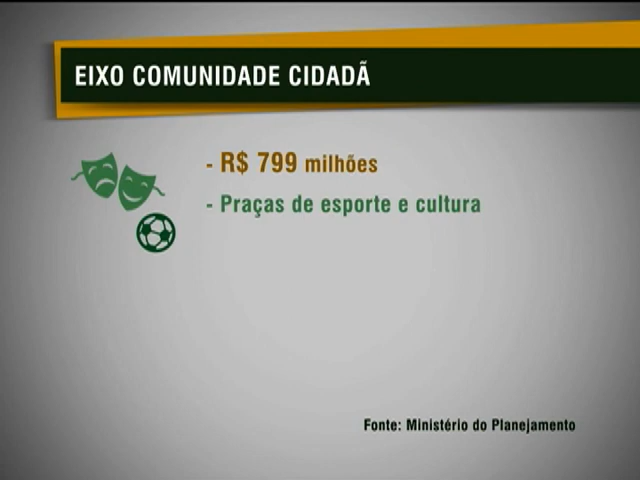 EIXO COMUNIDADE CIDADÃ
- R$ 799 milhões
- Praças de esporte e cultura
Fonte: Ministério do Planejamento